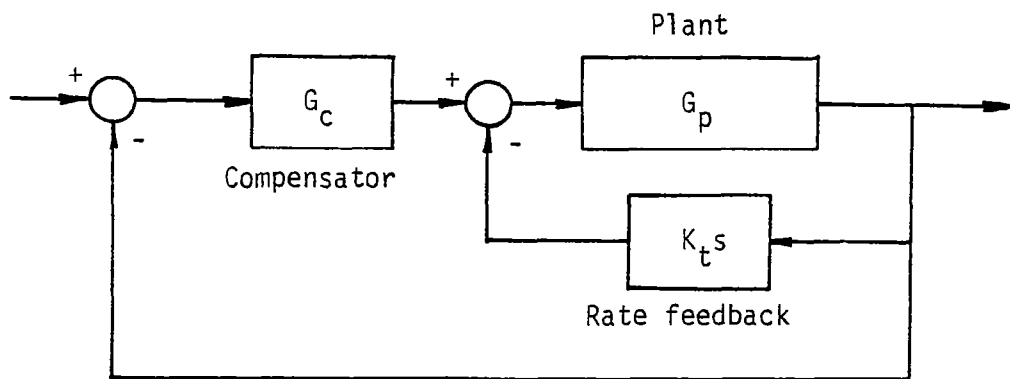 Plant
+
-
G_c
Compensator
+
-
G_p
K_t s
Rate feedback